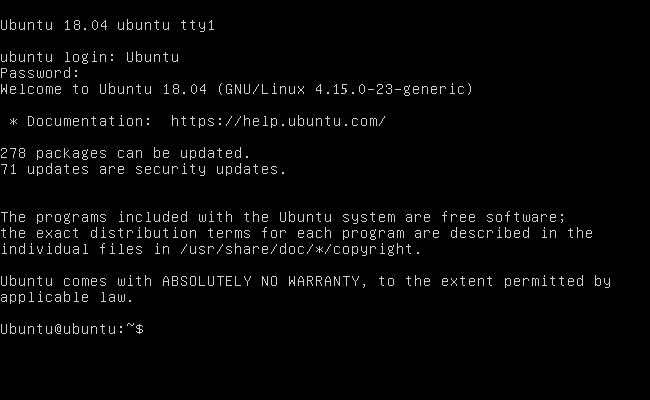 Ubuntu 18.04 ubuntu tty1
ubuntu login: Ubuntu
Password:
Welcome to Ubuntu 18.04 (GNU/Linux 4.15.0-23-generic)
* Documentation:  https://help.ubuntu.com/
278 packages can be updated.
71 updates are security updates.
The programs included with the Ubuntu system are free software;
the exact distribution terms for each program are described in the
individual files in /usr/share/doc/*/copyright.
Ubuntu comes with ABSOLUTELY NO WARRANTY, to the extent permitted by
applicable law.
Ubuntu@ubuntu:~$